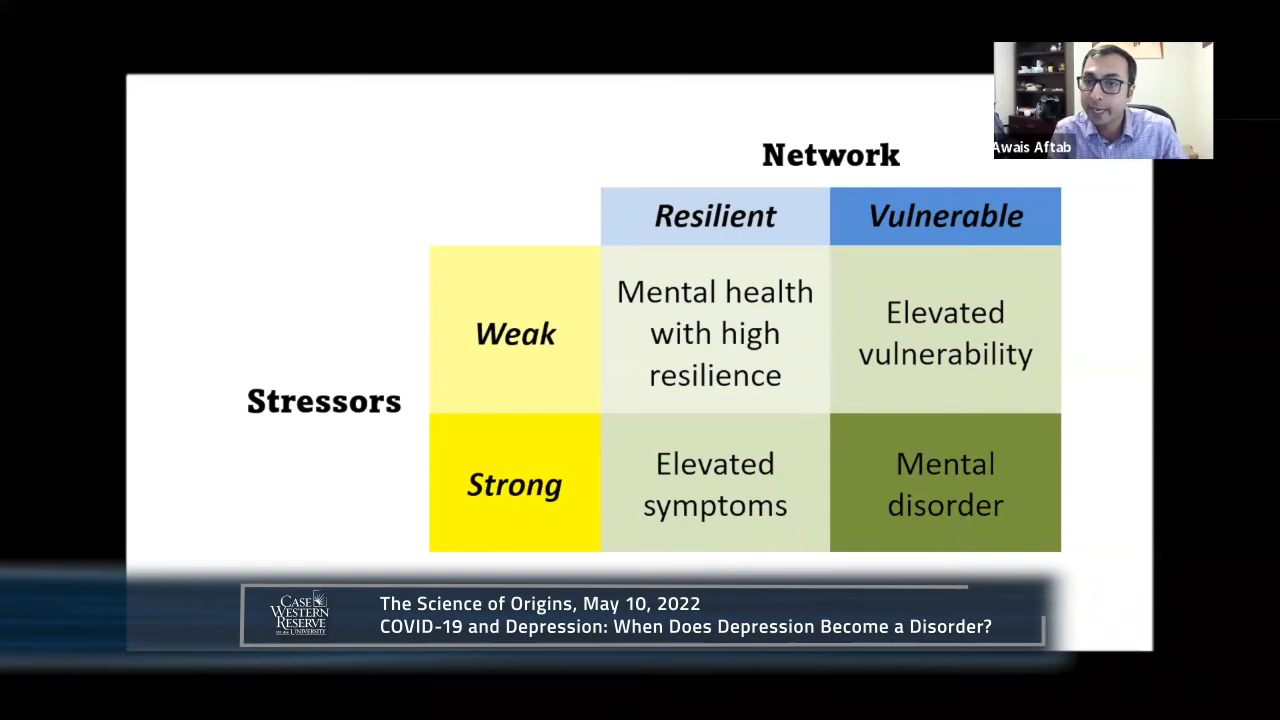 Awais Aftab
Network
Resilient
Vulnerable
Stressors
Weak
Mental health
with high
resilience
Elevated
vulnerability
Strong
Elevated
symptoms
Mental
disorder
CASE
WESTERN
RESERVE
UNIVERSITY
The Science of Origins, May 10, 2022
COVID-19 and Depression: When Does Depression Become a Disorder?